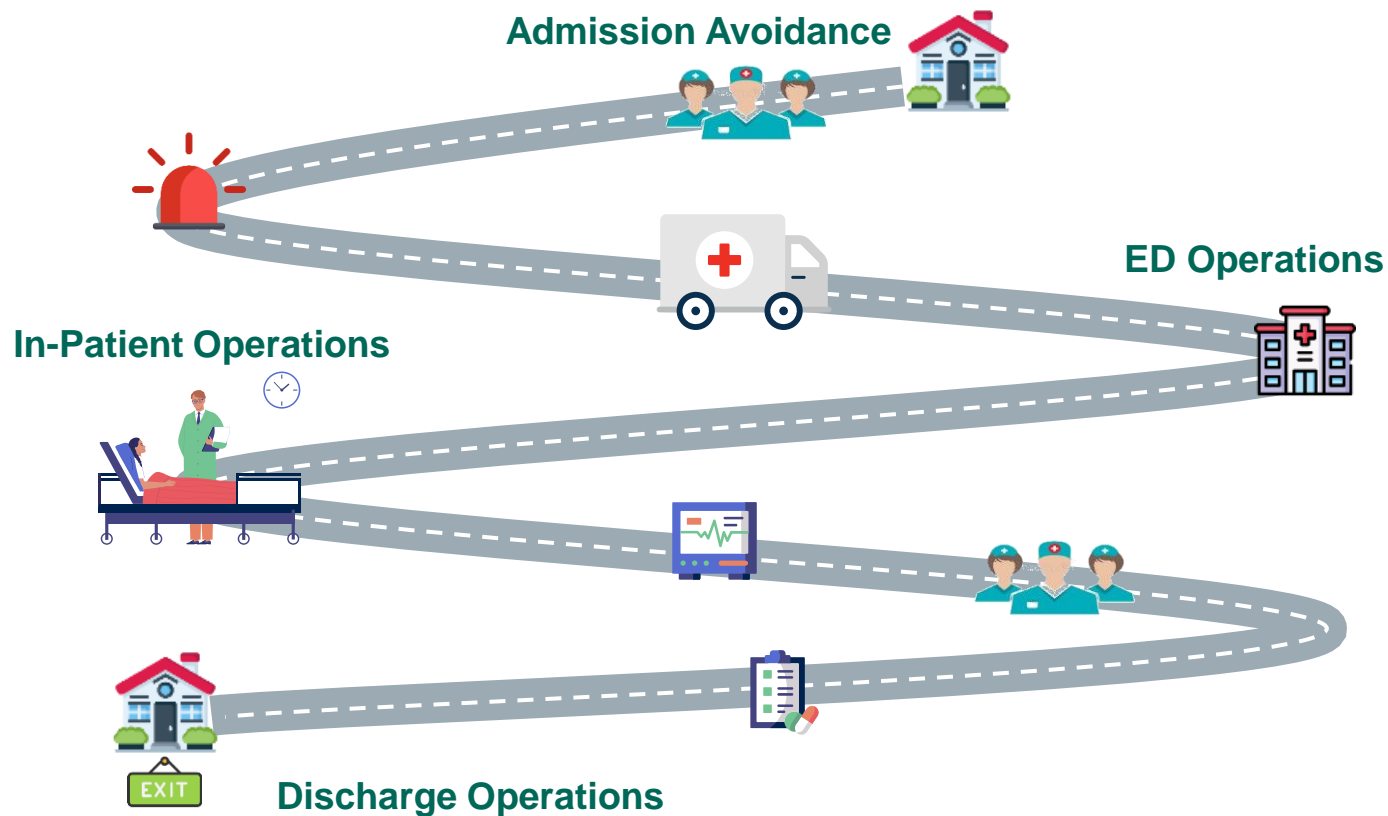 Admission Avoidance
ED Operations
In-Patient Operations
EXIT
Discharge Operations